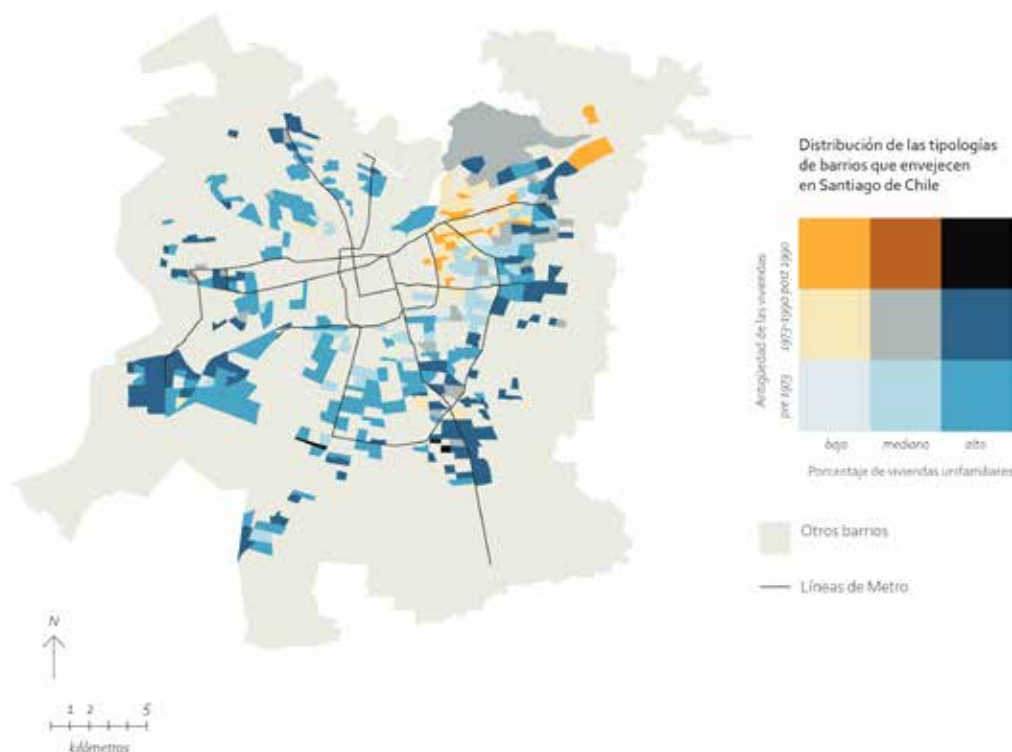 Distribución de las tipologías
de barrios que envejecen
en Santiago de Chile
Antigüedad de las viviendas
post 1990
1973-1990
pre 1973
bajo
mediano
alto
Porcentaje de viviendas unifamiliares
Otros barrios
Líneas de Metro
N
1 2 5
kilómetros